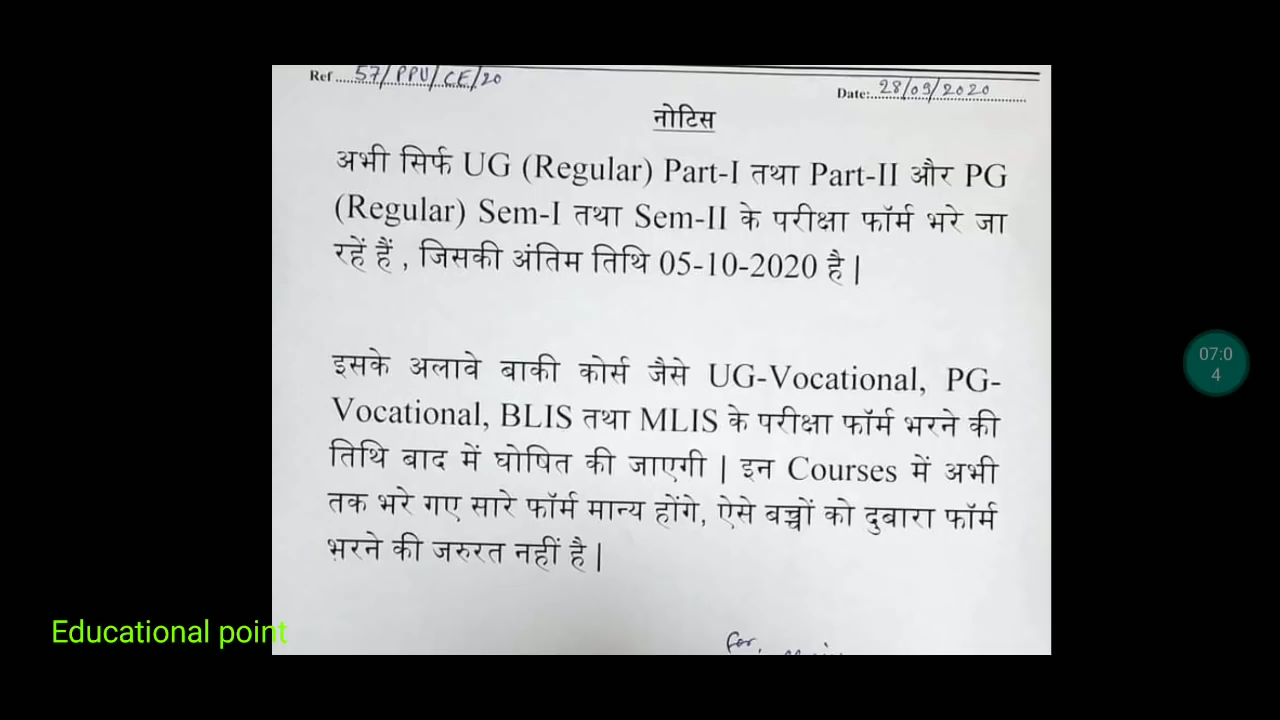 Ref..... 57/PPU/CE/20
Date:... 28/09/2020
नोटिस
अभी सिर्फ UG (Regular) Part-I तथा Part-II और PG
(Regular) Sem-I तथा Sem-II के परीक्षा फॉर्म भरे जा
रहें हैं , जिसकी अंतिम तिथि 05-10-2020 है |
इसके अलावे बाकी कोर्स जैसे UG-Vocational, PG-
Vocational, BLIS तथा MLIS के परीक्षा फॉर्म भरने की
तिथि बाद में घोषित की जाएगी | इन Courses में अभी
तक भरे गए सारे फॉर्म मान्य होंगे, ऐसे बच्चों को दुबारा फॉर्म
भरने की जरुरत नहीं है |
for,
Educational point
07:0
4